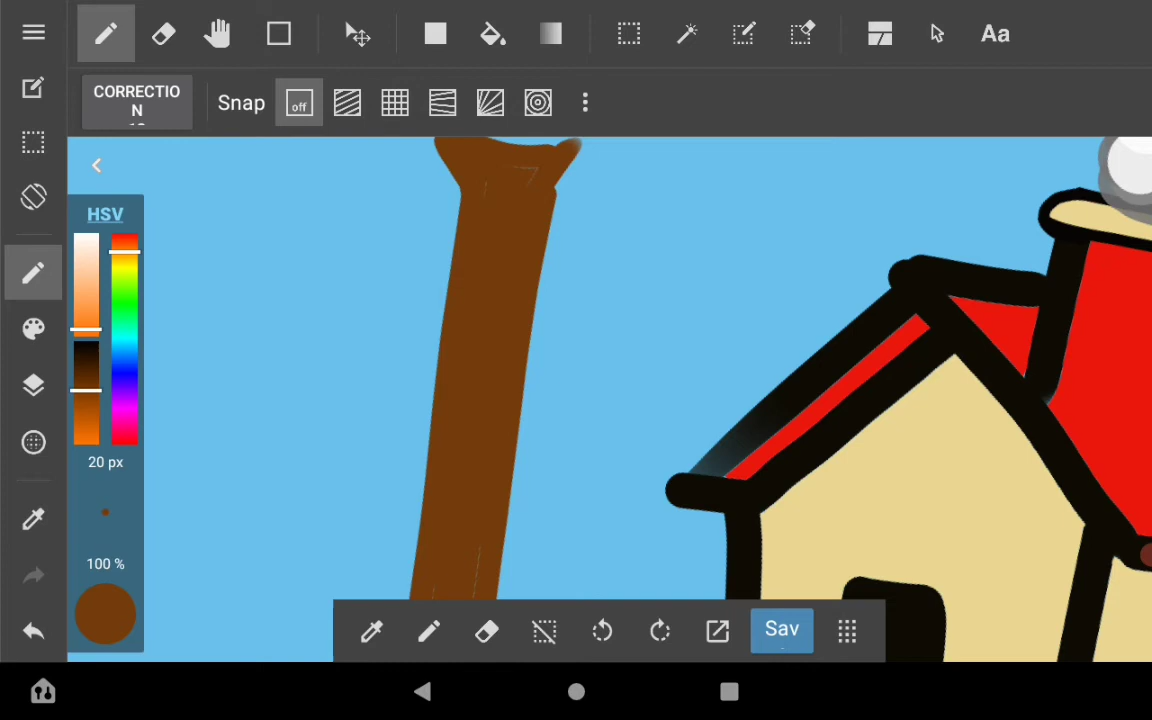 Aa
CORRECTIO
N
Snap
off
HSV
20 px
100 %
Sav